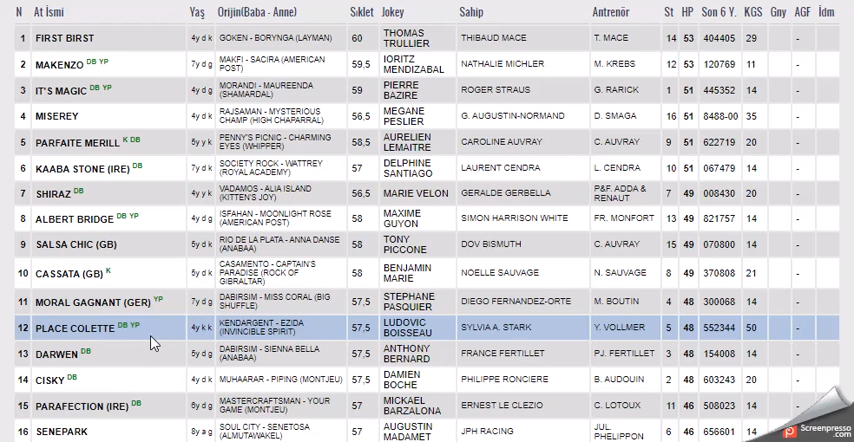 N At İsmi Yaş Orijin(Baba - Anne) Sıklet Jokey Sahip Antrenör St HP Son 6 Y. KGS Gny AGF İdm
1 FIRST BIRST 4y d k GOKEN - BORYNGA (LAYMAN) 60 THOMAS TRULLIER THIBAUD MACE T. MACE 14 53 404405 29 -
2 MAKENZO DB YP 7y d g MAKFI - SACIRA (AMERICAN POST) 59,5 IORITZ MENDIZABAL NATHALIE MICHLER M. KREBS 12 53 120769 11 -
3 IT'S MAGIC DB YP 7y d g MORANDI - MAUREENDA (SHAMARDAL) 59 PIERRE BAZIRE ROGER STRAUS G. RARICK 1 51 445352 14 -
4 MISEREY 4y d k RAJSAMAN - MYSTERIOUS CHAMP (HIGH CHAPARRAL) 56,5 MEGANE PESLIER G. AUGUSTIN-NORMAND D. SMAGA 16 51 8488-00 35 -
5 PARFAITE MERILL K DB 5y y k PENNY'S PICNIC - CHARMING EYES (WHIPPER) 58,5 AURELIEN LEMAITRE CAROLINE AUVRAY C. AUVRAY 9 51 622719 20 -
6 KAABA STONE (IRE) DB 7y d k SOCIETY ROCK - WATTREY (ROYAL ACADEMY) 57 DELPHINE SANTIAGO LAURENT CENDRA L. CENDRA 10 51 067479 14 -
7 SHIRAZ DB 4y y k VADAMOS - ALIA ISLAND (KITTEN'S JOY) 56,5 MARIE VELON GERALDE GERBELLA P&F. ADDA & RENAUT 7 49 008430 20 -
8 ALBERT BRIDGE DB YP 4y d g ISFAHAN - MOONLIGHT ROSE (AMERICAN POST) 58 MAXIME GUYON SIMON HARRISON WHITE FR. MONFORT 13 49 821757 14 -
9 SALSA CHIC (GB) 5y d k RIO DE LA PLATA - ANNA DANSE (ANABAA) 58 TONY PICCONE DOV BISMUTH C. AUVRAY 15 49 070800 14 -
10 CASSATA (GB) K 5y d k CASAMENTO - CAPTAIN'S PARADISE (ROCK OF GIBRALTAR) 58 BENJAMIN MARIE NOELLE SAUVAGE N. SAUVAGE 8 49 370808 21 -
11 MORAL GAGNANT (GER) YP 7y d g DABIRSIM - MISS CORAL (BIG SHUFFLE) 57,5 STEPHANE PASQUIER DIEGO FERNANDEZ-ORTE M. BOUTIN 4 48 300068 14 -
12 PLACE COLETTE DB YP 4y k k KENDARGENT - EZIDA (INVINCIBLE SPIRIT) 57,5 LUDOVIC BOISSEAU SYLVIA A. STARK Y. VOLLMER 5 48 552344 50 -
13 DARWEN DB 5y d g DABIRSIM - SIENNA BELLA (ANABAA) 57,5 ANTHONY BERNARD FRANCE FERTILLET PJ. FERTILLET 3 48 154008 14 -
14 CISKY DB 4y d k MUHAARAR - PIPING (MONTJEU) 57,5 DAMIEN BOCHE PHILIPPE RONCIERE B. AUDOUIN 2 48 603243 20 -
15 PARAFECTION (IRE) DB 6y d g MASTERCRAFTSMAN - YOUR GAME (MONTJEU) 57 MICKAEL BARZALONA ERNEST LE CLEZIO C. LOTOUX 11 46 508023 14 -
16 SENEPARK 8y a g SOUL CITY - SENETOSA (ALMUTAWAKEL) 56,5 AUGUSTIN MADAMET JPH RACING JUL. PHELIPPON 6 46 656601 14 -
Screenpresso
.com